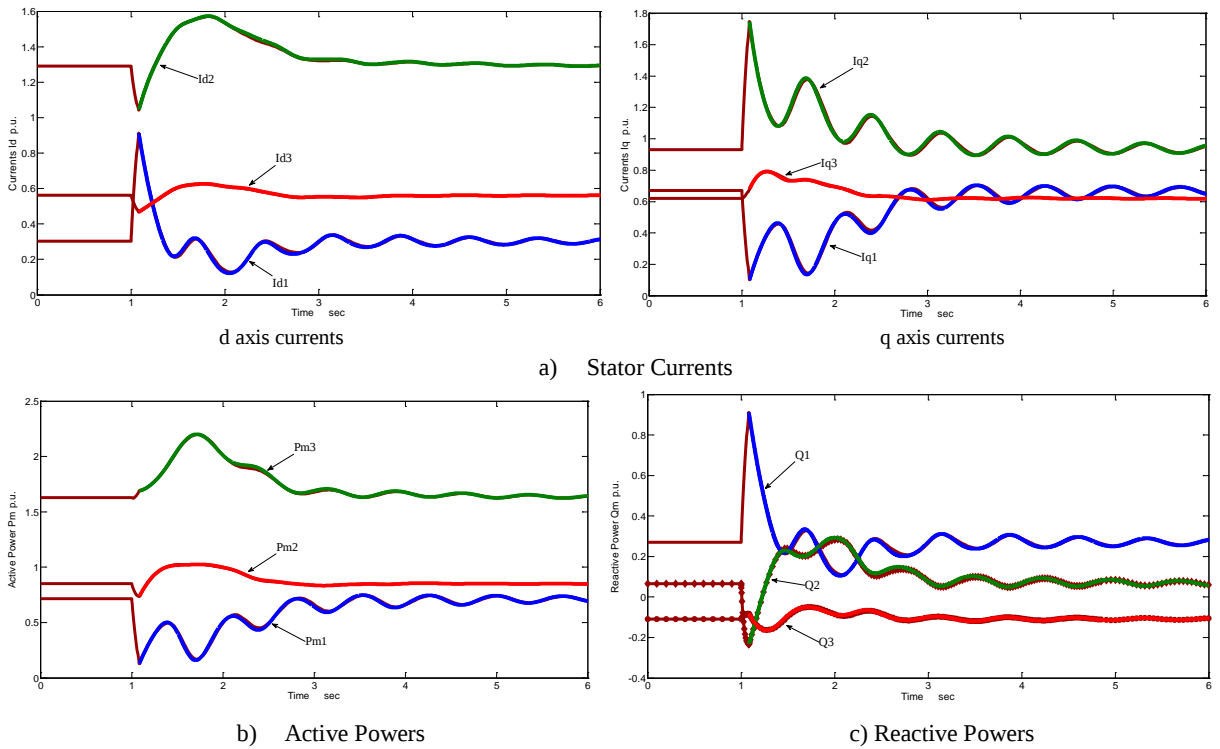 1.6
1.4
1.2
1
0.8
0.6
0.4
0.2
0
Currents Id p.u.
Id2
Id3
Id1
0 1 2 3 4 5 6
Time sec
d axis currents
1.8
1.6
1.4
1.2
1
0.8
0.6
0.4
0.2
0
Currents Iq p.u.
Iq2
Iq3
Iq1
0 1 2 3 4 5 6
Time sec
q axis currents
a) Stator Currents
2.5
2
1.5
1
0.5
0
Active Power Pm p.u.
Pm3
Pm2
Pm1
0 1 2 3 4 5 6
Time sec
b) Active Powers
1
0.8
0.6
0.4
0.2
0
-0.2
-0.4
Reactive Power Qm p.u.
Q1
Q2
Q3
0 1 2 3 4 5 6
Time sec
c) Reactive Powers